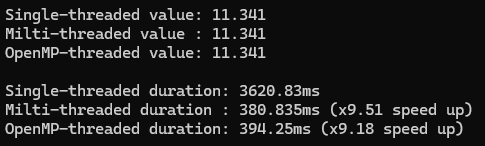 Single-threaded value: 11.341
Milti-threaded value : 11.341
OpenMP-threaded value: 11.341
Single-threaded duration: 3620.83ms
Milti-threaded duration : 380.835ms (x9.51 speed up)
OpenMP-threaded duration: 394.25ms (x9.18 speed up)